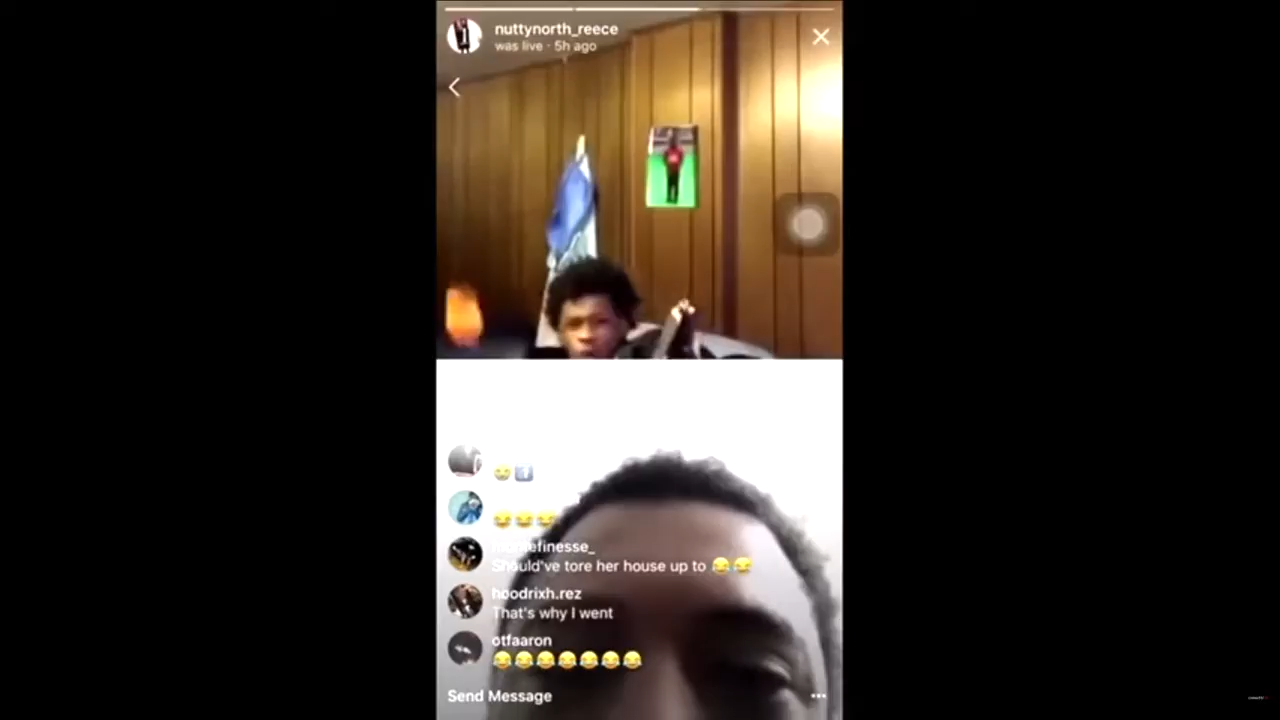 nuttynorth_reece
was live · 5h ago
Should've tore her house up to 😂😂
hoodrixh.rez
That's why I went
otfaaron
😂😂😂😂😂😂😂
Send Message